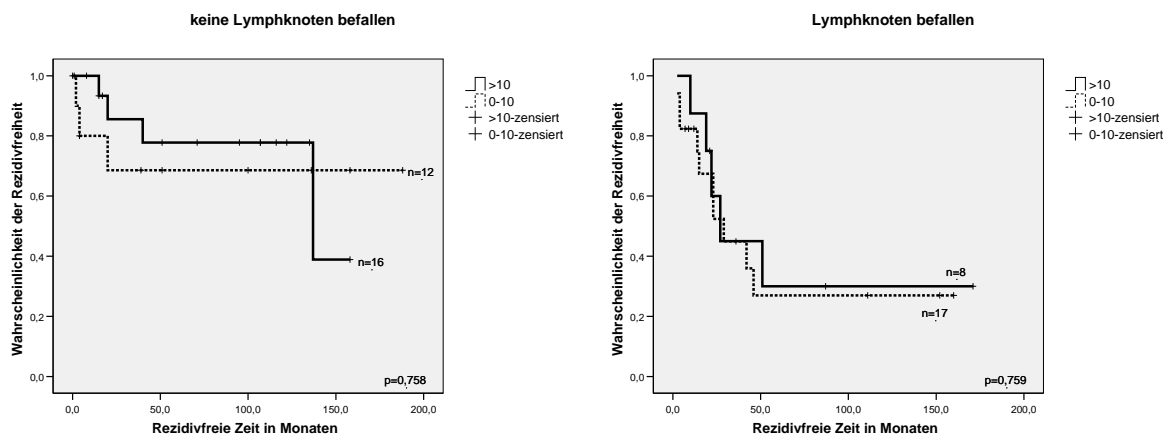 keine Lymphknoten befallen
Wahrscheinlichkeit der Rezidivfreiheit
1,0
0,8
0,6
0,4
0,2
0,0
>10
0-10
>10-zensiert
0-10-zensiert
n=12
n=16
p=0,758
0,0
50,0
100,0
150,0
200,0
Rezidivfreie Zeit in Monaten
Lymphknoten befallen
Wahrscheinlichkeit der Rezidivfreiheit
1,0
0,8
0,6
0,4
0,2
0,0
>10
0-10
>10-zensiert
0-10-zensiert
n=8
n=17
p=0,759
0,0
50,0
100,0
150,0
200,0
Rezidivfreie Zeit in Monaten